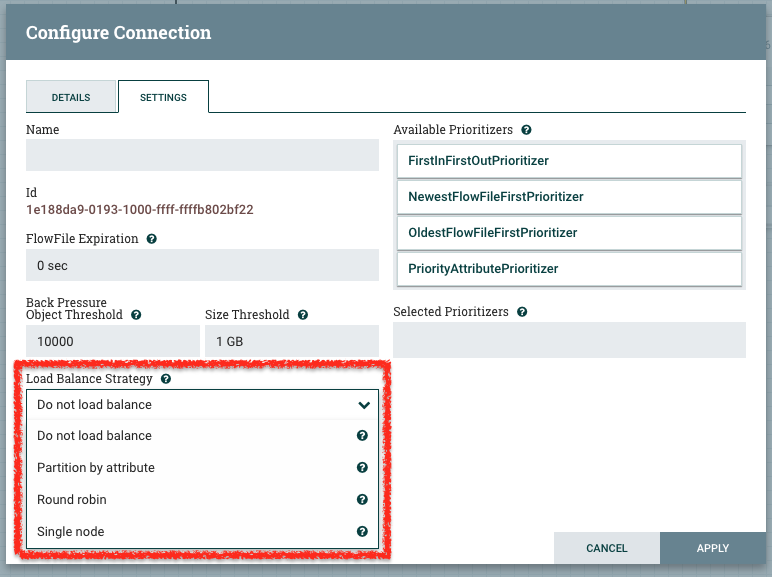 Configure Connection
DETAILS
SETTINGS
Name
Id
1e188da9-0193-1000-ffff-ffffb802bf22
FlowFile Expiration
0 sec
Back Pressure
Object Threshold
Size Threshold
10000
1 GB
Load Balance Strategy
Do not load balance
Do not load balance
Partition by attribute
Round robin
Single node
Available Prioritizers
FirstInFirstOutPrioritizer
NewestFlowFileFirstPrioritizer
OldestFlowFileFirstPrioritizer
PriorityAttributePrioritizer
Selected Prioritizers
CANCEL
APPLY